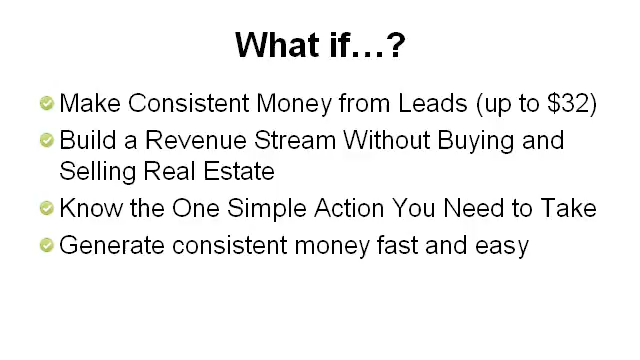 What if…?
Make Consistent Money from Leads (up to $32)
Build a Revenue Stream Without Buying and
Selling Real Estate
Know the One Simple Action You Need to Take
Generate consistent money fast and easy